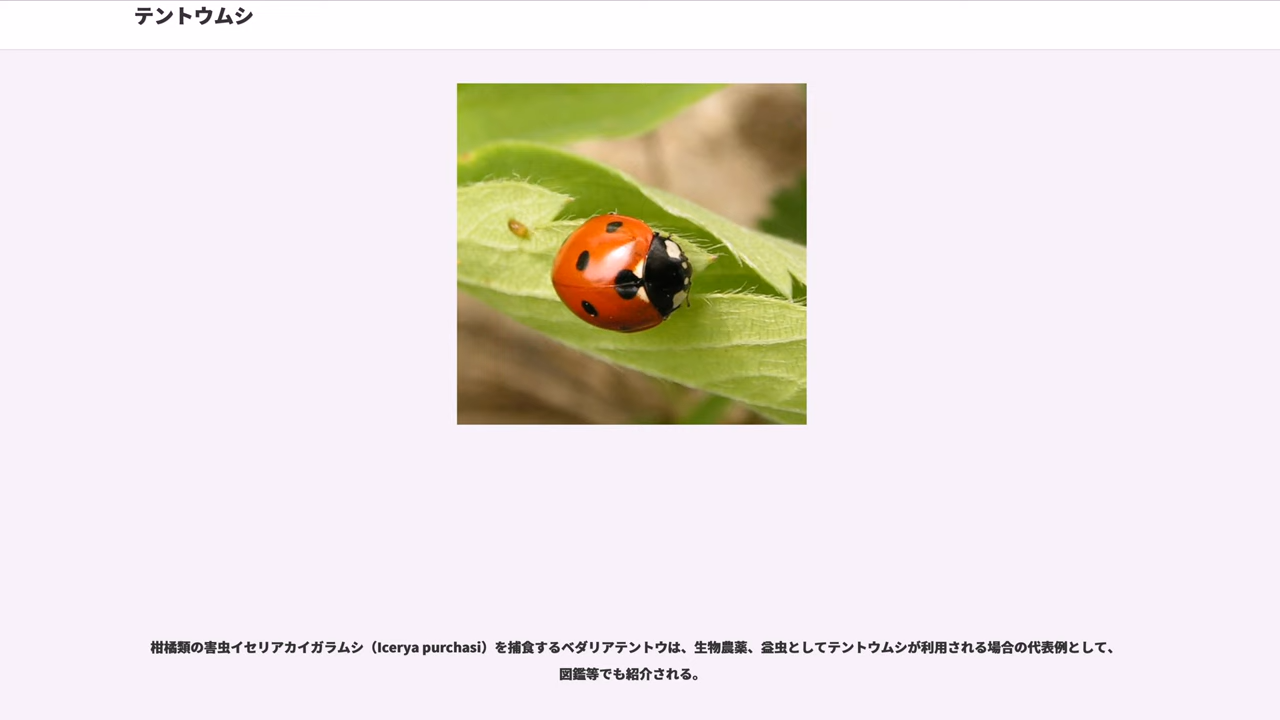 テントウムシ
柑橘類の害虫イセリアカイガラムシ（Icerya purchasi）を捕食するベダリアテントウは、生物農薬、益虫としてテントウムシが利用される場合の代表例として、
図鑑等でも紹介される。